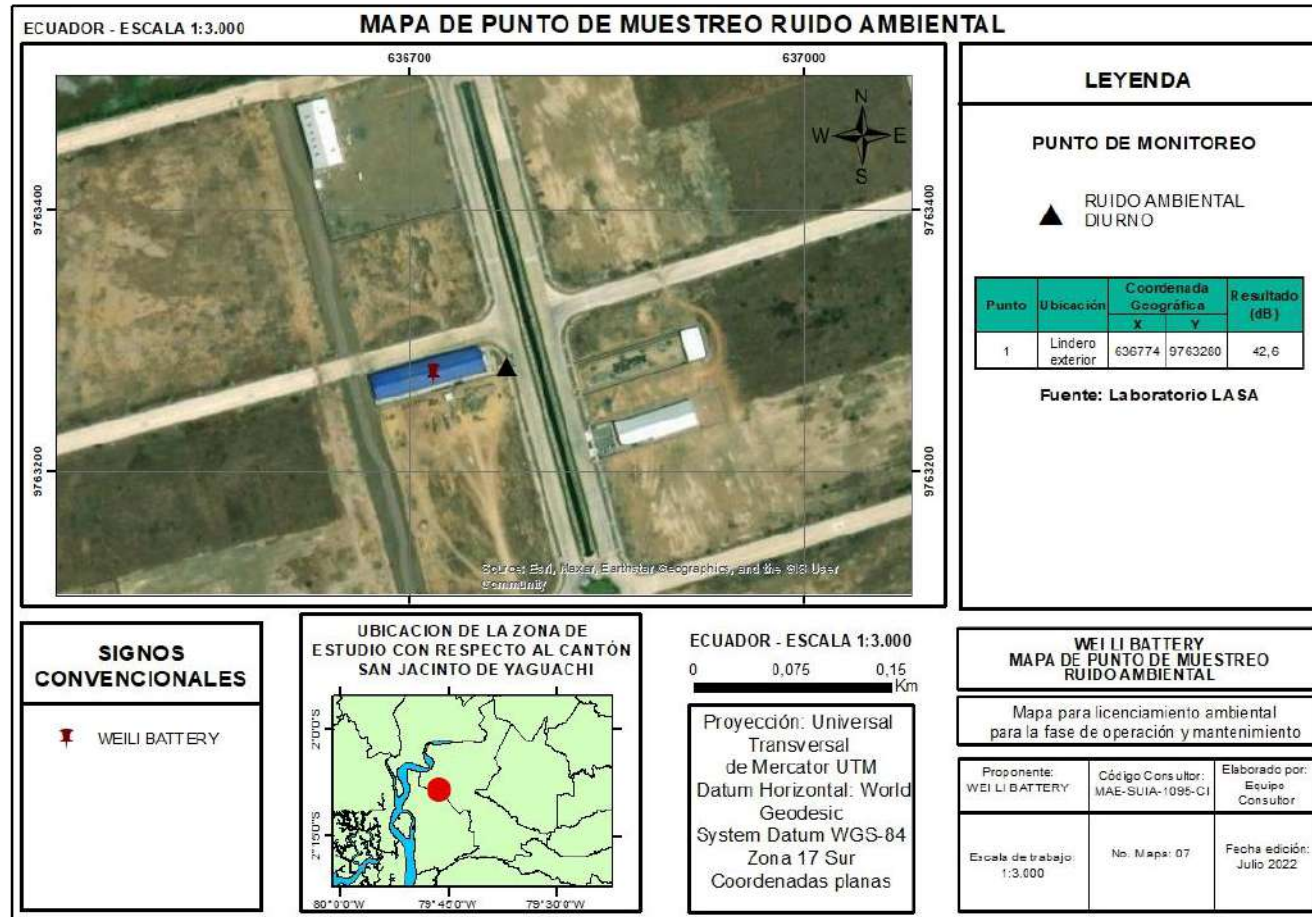 ECUADOR - ESCALA 1:3.000
MAPA DE PUNTO DE MUESTREO RUIDO AMBIENTAL
636700
637000
9763400
9763400
9763200
9763200
N
W
E
S
Source: Esri, Maxar, Earthstar Geographics, and the GIS User
Community
LEYENDA
PUNTO DE MONITOREO
RUIDO AMBIENTAL
DIURNO
Punto
Ubicación
Coordenada
Geográfica
X
Y
Resultado
(dB)
1
Lindero
exterior
636774
9763280
42,6
Fuente: Laboratorio LASA
SIGNOS
CONVENCIONALES
WEILI BATTERY
UBICACION DE LA ZONA DE
ESTUDIO CON RESPECTO AL CANTÓN
SAN JACINTO DE YAGUACHI
2°0'0"S
2°15'0"S
80°0'0"W
79°45'0"W
79°30'0"W
ECUADOR - ESCALA 1:3.000
0
0,075
0,15
Km
Proyección: Universal
Transversal
de Mercator UTM
Datum Horizontal: World
Geodesic
System Datum WGS-84
Zona 17 Sur
Coordenadas planas
WEI LI BATTERY
MAPA DE PUNTO DE MUESTREO
RUIDO AMBIENTAL
Mapa para licenciamiento ambiental
para la fase de operación y mantenimiento
Proponente:
WEI LI BATTERY
Código Consultor:
MAE-SUIA-1095-CI
Elaborado por:
Equipo
Consultor
Escala de trabajo:
1:3.000
No. Mapa: 07
Fecha edición:
Julio 2022